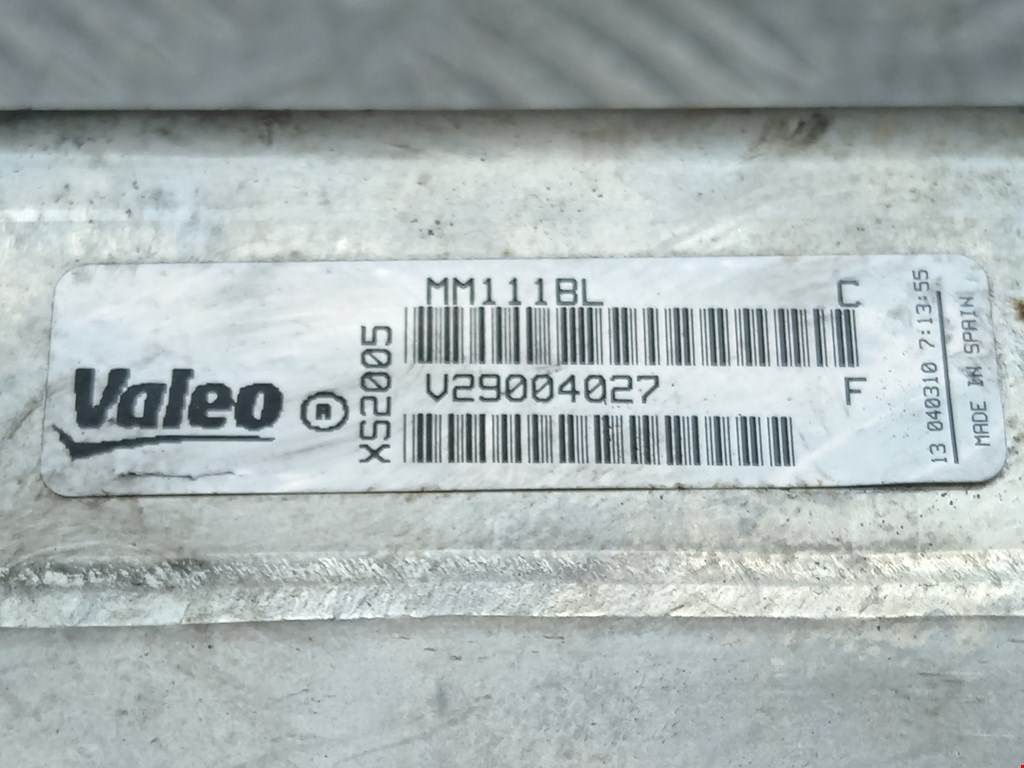 Valeo ®
XS2005
MM111BL C
V29004027 F
13 040310 7:13:55
MADE IN SPAIN